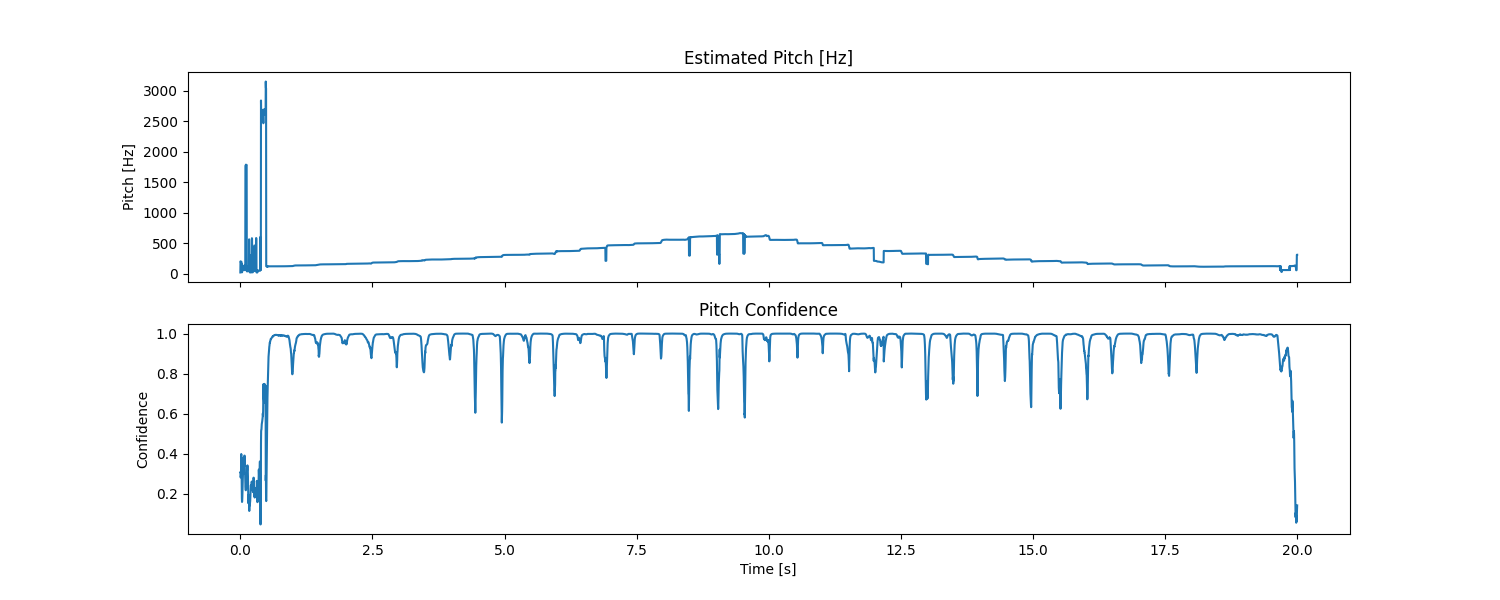 Estimated Pitch [Hz]
3000
2500
2000
1500
1000
500
0
Pitch [Hz]
Pitch Confidence
1.0
0.8
0.6
0.4
0.2
Confidence
0.0 2.5 5.0 7.5 10.0 12.5 15.0 17.5 20.0
Time [s]